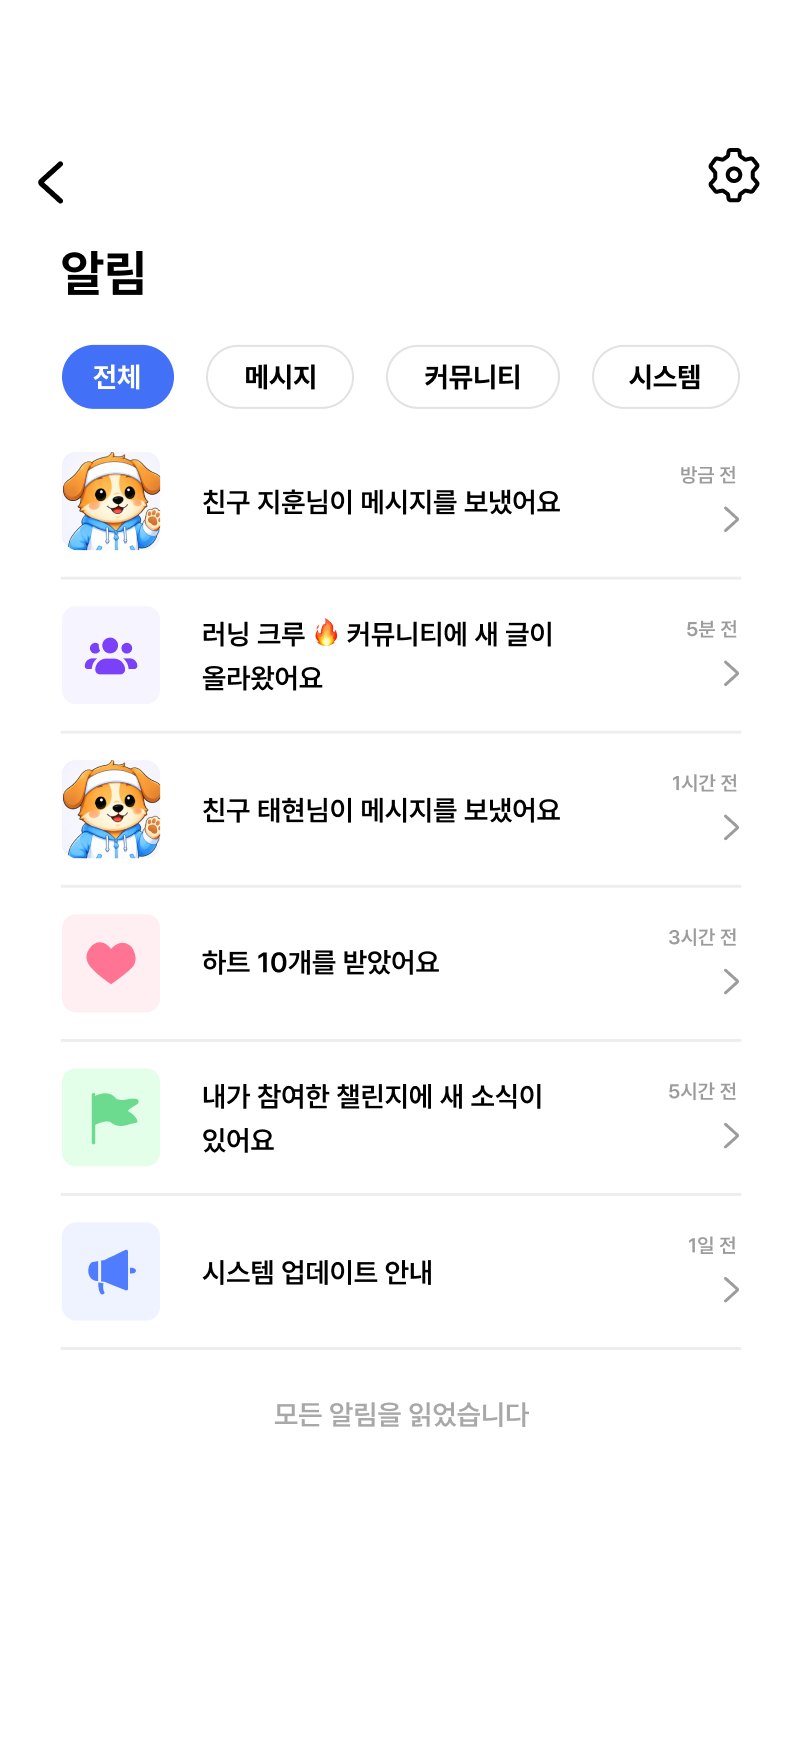 알림
전체
메시지
커뮤니티
시스템
친구 지훈님이 메시지를 보냈어요
방금 전
러닝 크루 🔥 커뮤니티에 새 글이
올라왔어요
5분 전
친구 태현님이 메시지를 보냈어요
1시간 전
하트 10개를 받았어요
3시간 전
내가 참여한 챌린지에 새 소식이
있어요
5시간 전
시스템 업데이트 안내
1일 전
모든 알림을 읽었습니다